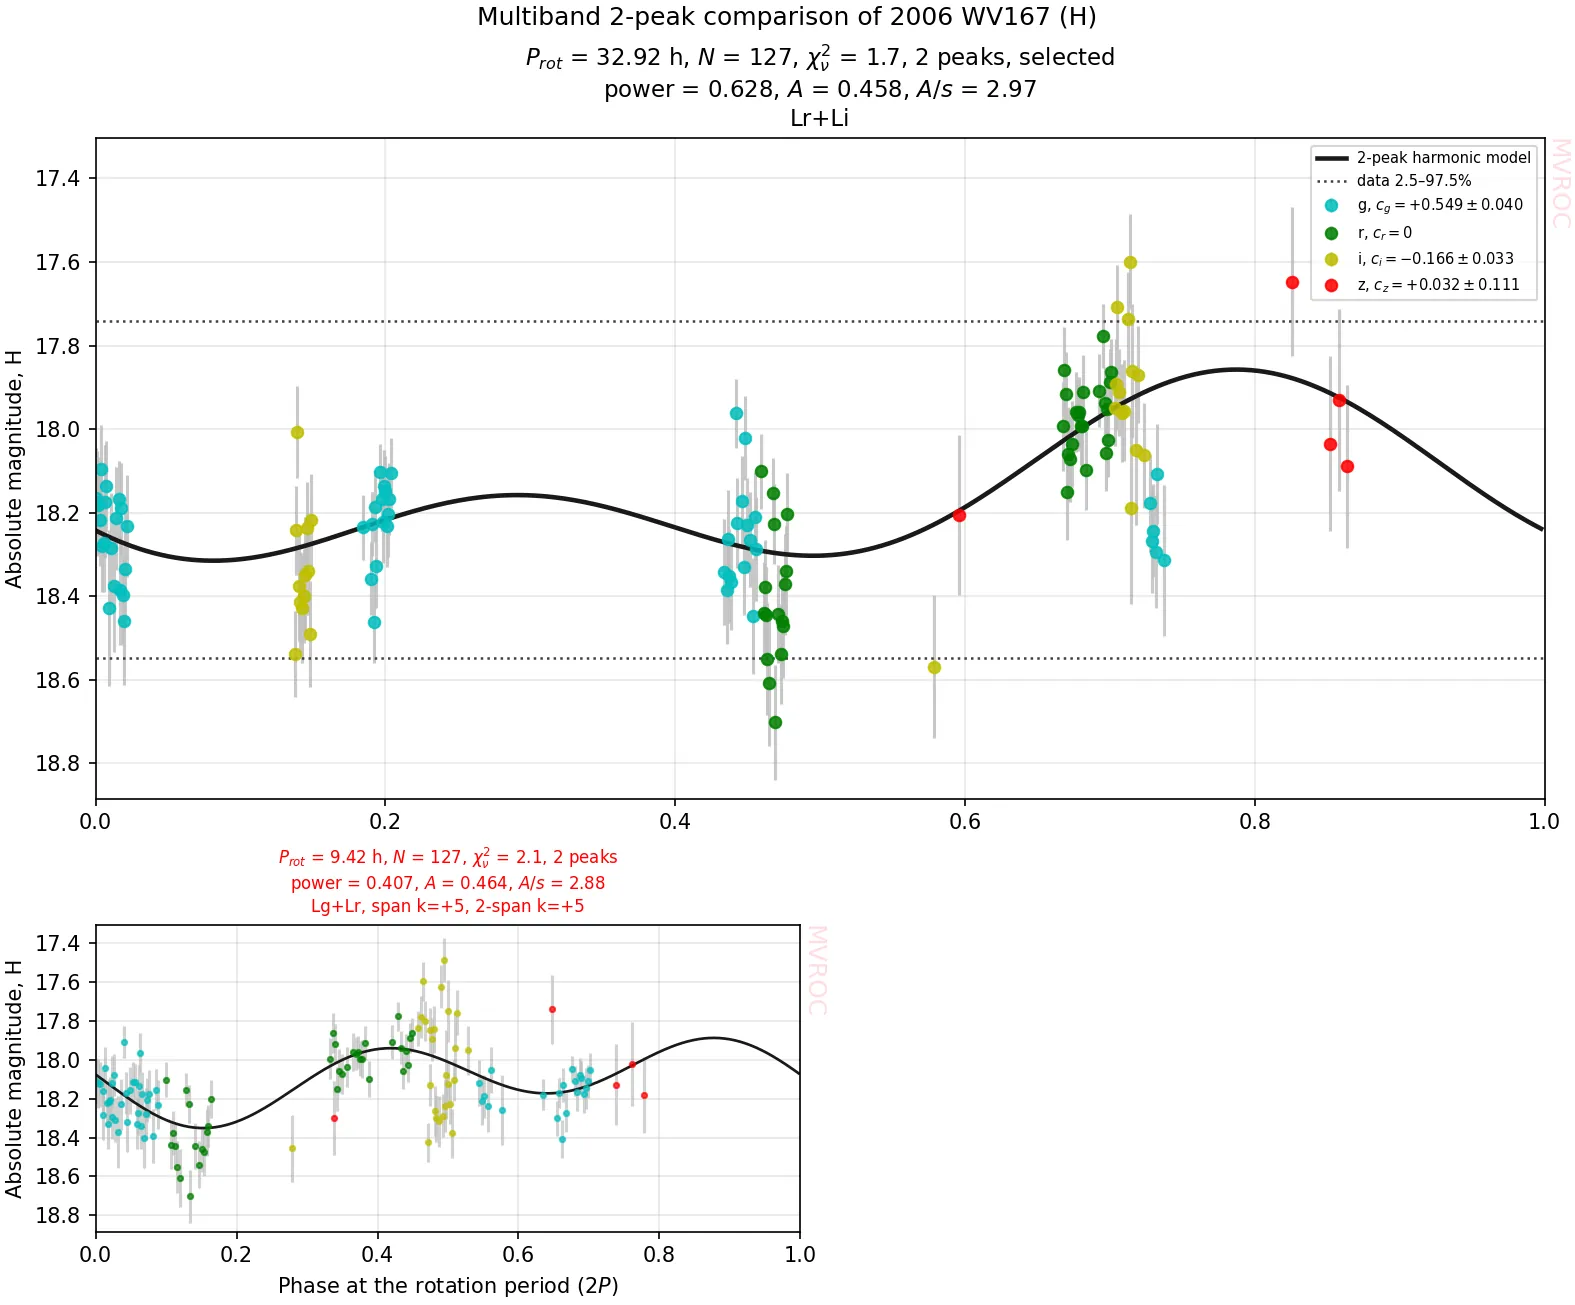 Multiband 2-peak comparison of 2006 WV167 (H)
P_rot = 32.92 h, N = 127, χ²_ν = 1.7, 2 peaks, selected
power = 0.628, A = 0.458, A/s = 2.97
Lr+Li
Absolute magnitude, H
17.4
17.6
17.8
18.0
18.2
18.4
18.6
18.8
0.0 0.2 0.4 0.6 0.8 1.0
2-peak harmonic model
data 2.5–97.5%
g, c_g = +0.549 ± 0.040
r, c_r = 0
i, c_i = −0.166 ± 0.033
z, c_z = +0.032 ± 0.111
MVROC
P_rot = 9.42 h, N = 127, χ²_ν = 2.1, 2 peaks
power = 0.407, A = 0.464, A/s = 2.88
Lg+Lr, span k=+5, 2-span k=+5
Absolute magnitude, H
17.4
17.6
17.8
18.0
18.2
18.4
18.6
18.8
0.0 0.2 0.4 0.6 0.8 1.0
Phase at the rotation period (2P)
MVROC